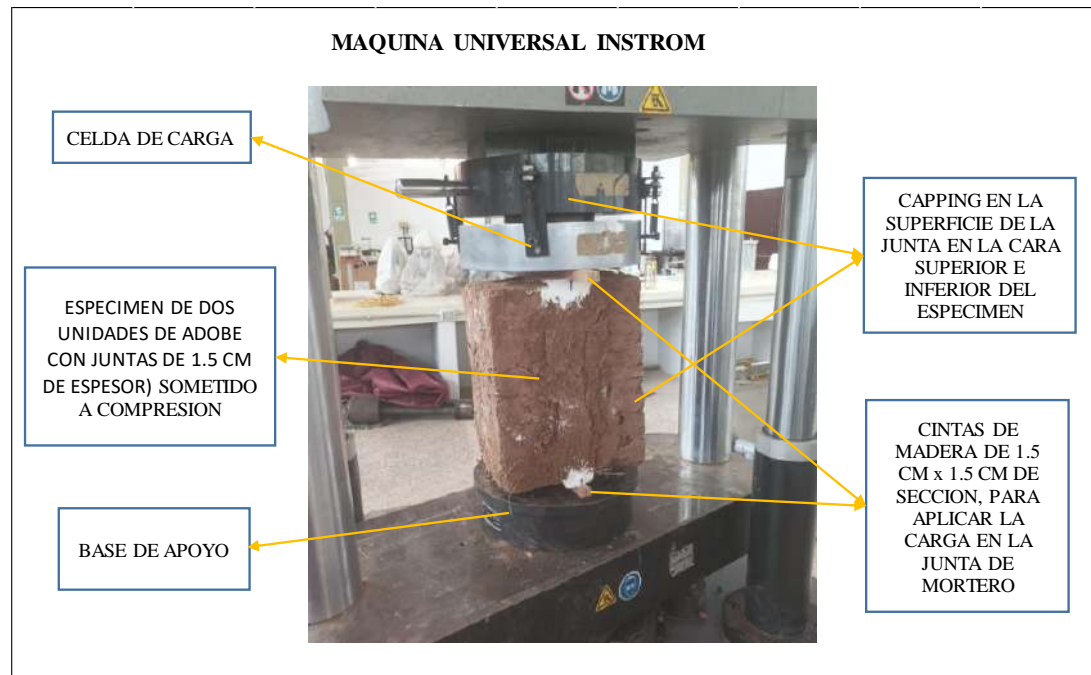 MAQUINA UNIVERSAL INSTROM
CELDA DE CARGA
ESPECIMEN DE DOS
UNIDADES DE ADOBE
CON JUNTAS DE 1.5 CM
DE ESPESOR) SOMETIDO
A COMPRESION
BASE DE APOYO
CAPPING EN LA
SUPERFICIE DE LA
JUNTA EN LA CARA
SUPERIOR E
INFERIOR DEL
ESPECIMEN
CINTAS DE
MADERA DE 1.5
CM x 1.5 CM DE
SECCION, PARA
APLICAR LA
CARGA EN LA
JUNTA DE
MORTERO